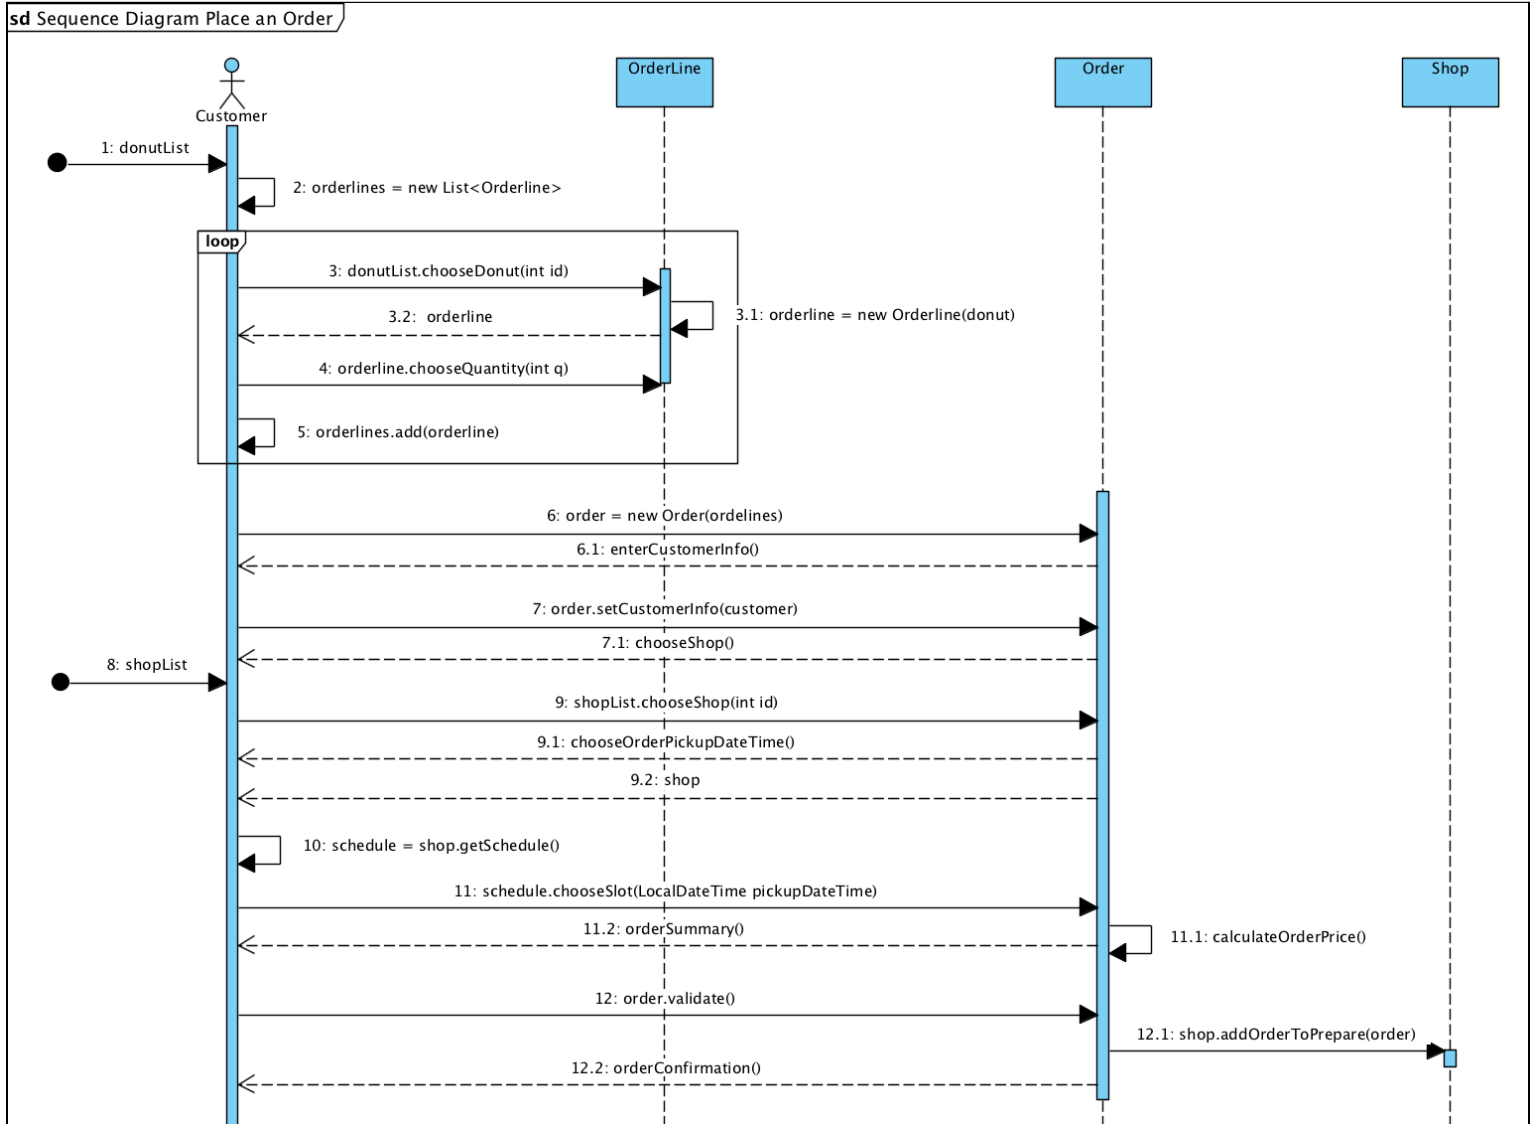 sd Sequence Diagram Place an Order
Customer
OrderLine
Order
Shop
1: donutList
2: orderlines = new List<Orderline>
loop
3: donutList.chooseDonut(int id)
3.1: orderline = new Orderline(donut)
3.2: orderline
4: orderline.chooseQuantity(int q)
5: orderlines.add(orderline)
6: order = new Order(ordelines)
6.1: enterCustomerInfo()
7: order.setCustomerInfo(customer)
7.1: chooseShop()
8: shopList
9: shopList.chooseShop(int id)
9.1: chooseOrderPickupDateTime()
9.2: shop
10: schedule = shop.getSchedule()
11: schedule.chooseSlot(LocalDateTime pickupDateTime)
11.2: orderSummary()
11.1: calculateOrderPrice()
12: order.validate()
12.1: shop.addOrderToPrepare(order)
12.2: orderConfirmation()